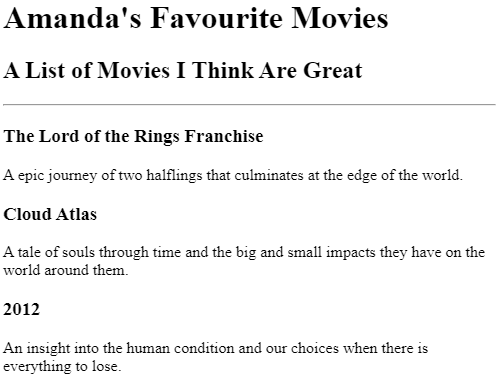 Amanda's Favourite Movies
A List of Movies I Think Are Great
The Lord of the Rings Franchise
A epic journey of two halflings that culminates at the edge of the world.
Cloud Atlas
A tale of souls through time and the big and small impacts they have on the
world around them.
2012
An insight into the human condition and our choices when there is
everything to lose.